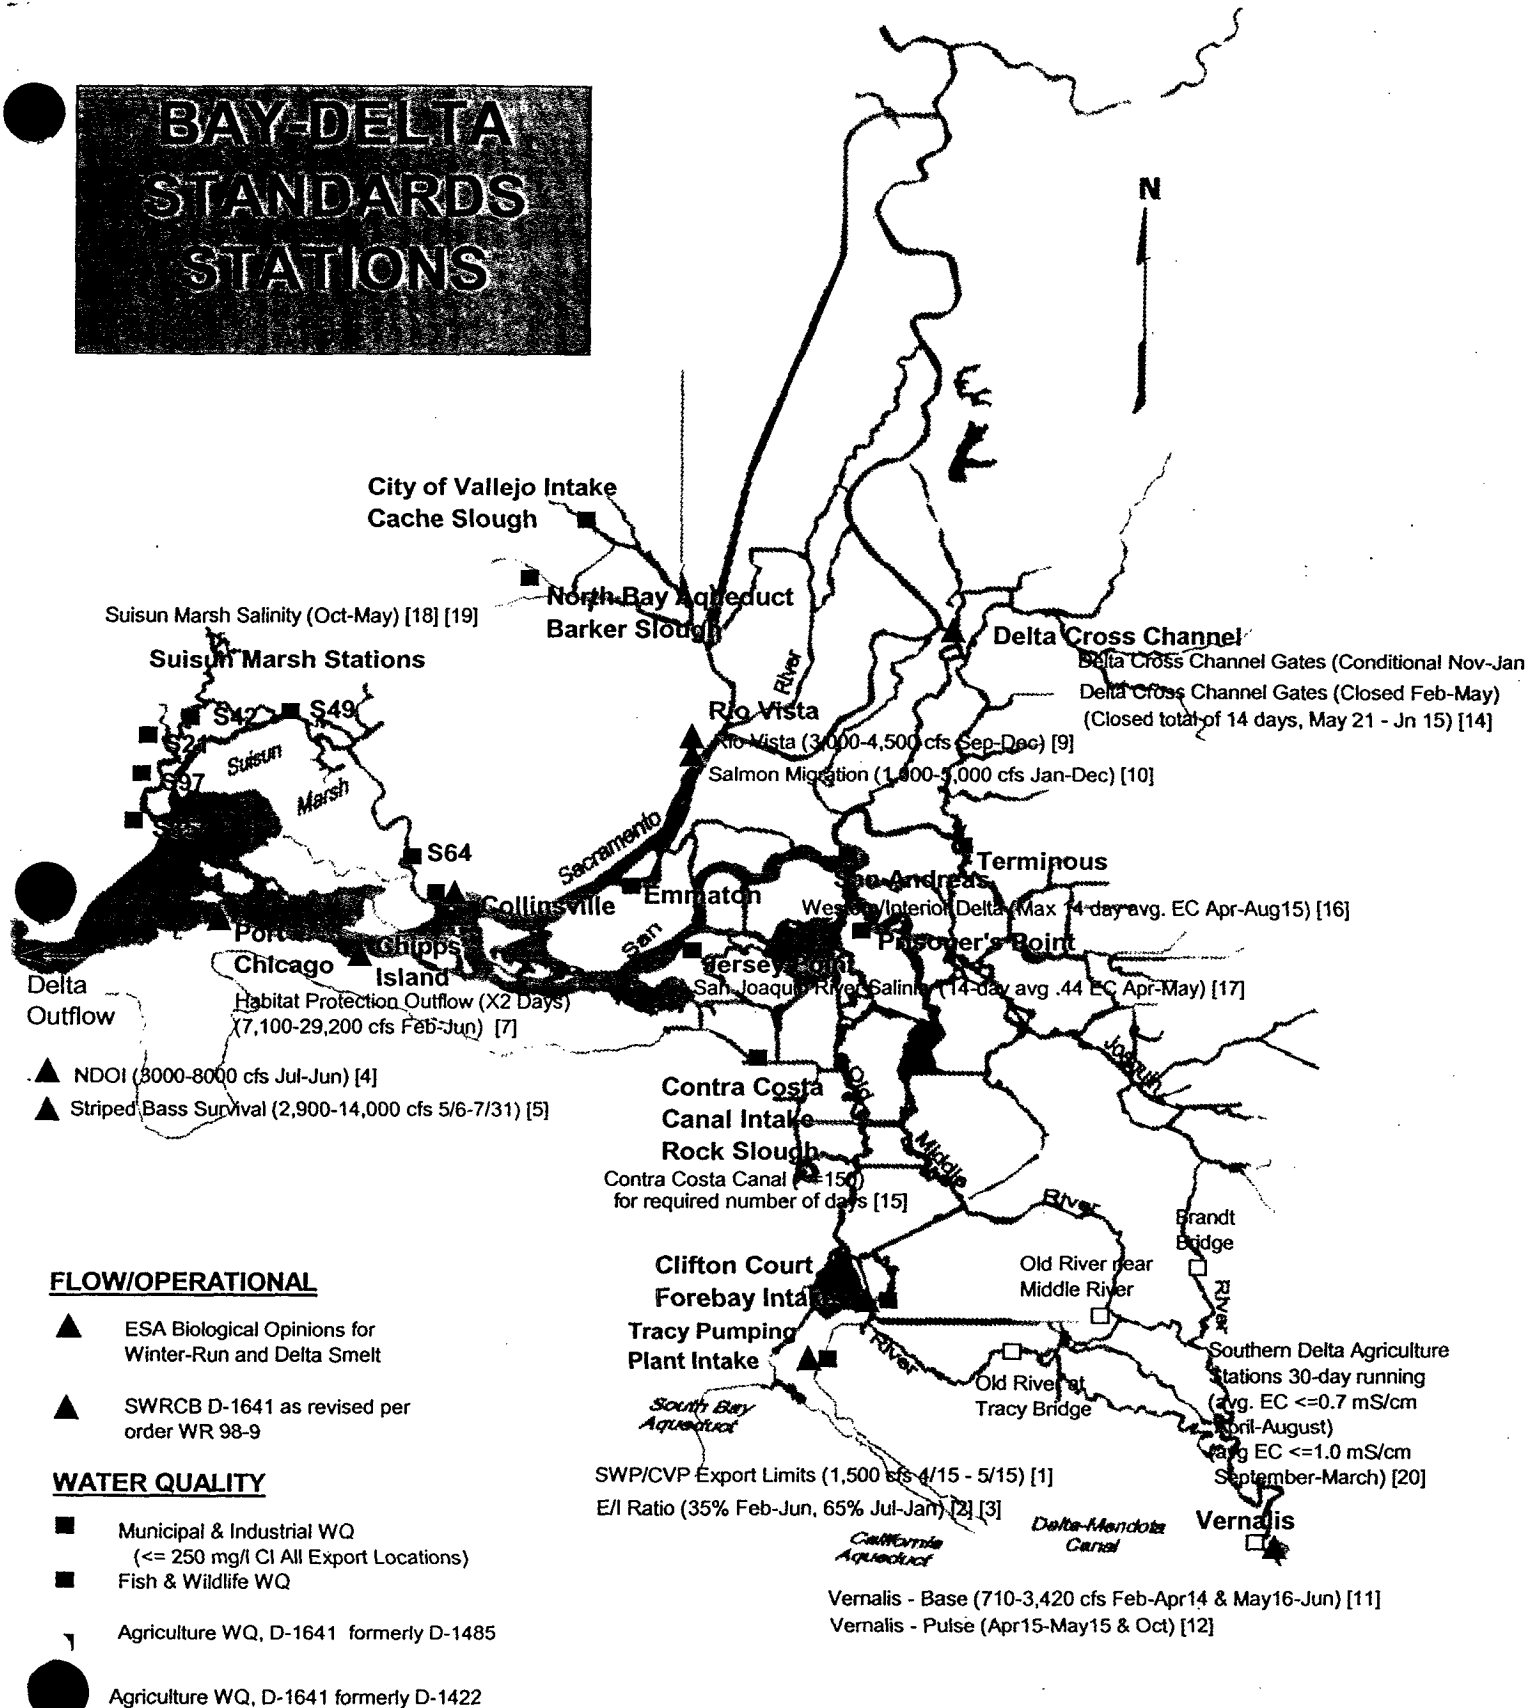 BAY-DELTA
STANDARDS
STATIONS
N
City of Vallejo Intake
Cache Slough
North Bay Aqueduct
Barker Slough
Suisun Marsh Salinity (Oct-May) [18] [19]
Suisun Marsh Stations
S42
S49
S21
S97
Suisun
Marsh
S64
Delta Cross Channel
Delta Cross Channel Gates (Conditional Nov-Jan
Delta Cross Channel Gates (Closed Feb-May)
(Closed total of 14 days, May 21 - Jn 15) [14]
River
Rio Vista
Rio Vista (3,000-4,500 cfs Sep-Dec) [9]
Salmon Migration (1,000-5,000 cfs Jan-Dec) [10]
Sacramento
Terminous
San Andreas
Emmaton
Collinsville
Western/Interior Delta (Max 14 day avg. EC Apr-Aug15) [16]
San
Prisoner's Point
Port
Chicago
Chipps
Island
Jersey Point
San Joaquin River Salinity (14-day avg .44 EC Apr-May) [17]
Delta
Outflow
Habitat Protection Outflow (X2 Days)
(7,100-29,200 cfs Feb-Jun) [7]
Joaquin
NDOI (3000-8000 cfs Jul-Jun) [4]
Striped Bass Survival (2,900-14,000 cfs 5/6-7/31) [5]
Contra Costa
Canal Intake
Rock Slough
Old
Middle
Contra Costa Canal (<=150)
for required number of days [15]
River
Brandt
Bridge
Clifton Court
Forebay Intake
Old River near
Middle River
River
Tracy Pumping
Plant Intake
River
Old River at
Tracy Bridge
Southern Delta Agriculture
Stations 30-day running
(avg. EC <=0.7 mS/cm
April-August)
(avg EC <=1.0 mS/cm
September-March) [20]
South Bay
Aqueduct
SWP/CVP Export Limits (1,500 cfs 4/15 - 5/15) [1]
E/I Ratio (35% Feb-Jun, 65% Jul-Jan) [2] [3]
California
Aqueduct
Delta-Mendota
Canal
Vernalis
Vernalis - Base (710-3,420 cfs Feb-Apr14 & May16-Jun) [11]
Vernalis - Pulse (Apr15-May15 & Oct) [12]
FLOW/OPERATIONAL
ESA Biological Opinions for
Winter-Run and Delta Smelt
SWRCB D-1641 as revised per
order WR 98-9
WATER QUALITY
Municipal & Industrial WQ
(<= 250 mg/l Cl All Export Locations)
Fish & Wildlife WQ
Agriculture WQ, D-1641 formerly D-1485
Agriculture WQ, D-1641 formerly D-1422